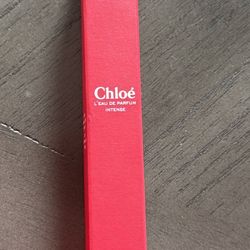 Chloé
L'EAU DE PARFUM
INTENSE